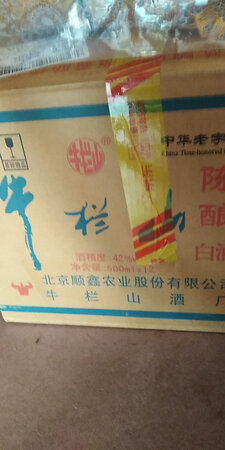 中华老字
China Time-honored
牛栏山
陈
酿
白酒
牛栏山
酒精度:42%
净含量:500ml×12
北京顺鑫农业股份有限公司
牛栏山酒厂